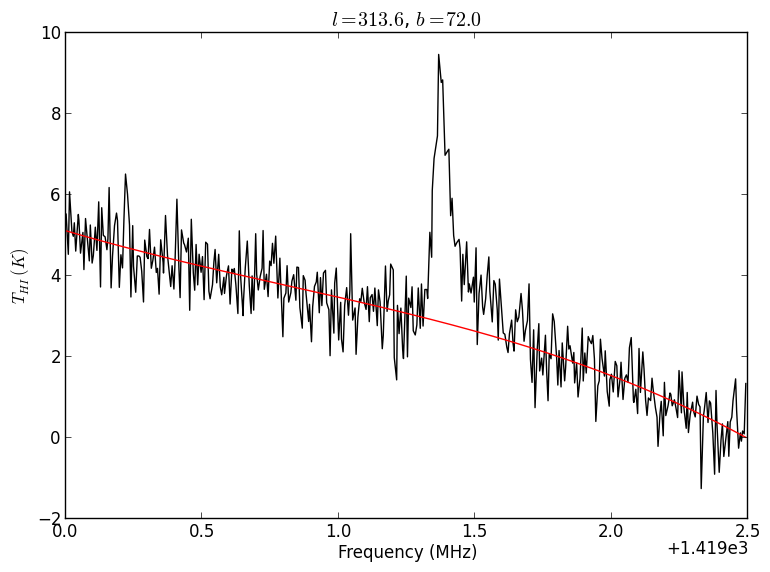 l = 313.6, b = 72.0
10
8
6
4
2
0
−2
T_HI (K)
0.0 0.5 1.0 1.5 2.0 2.5
Frequency (MHz)
+1.419e3